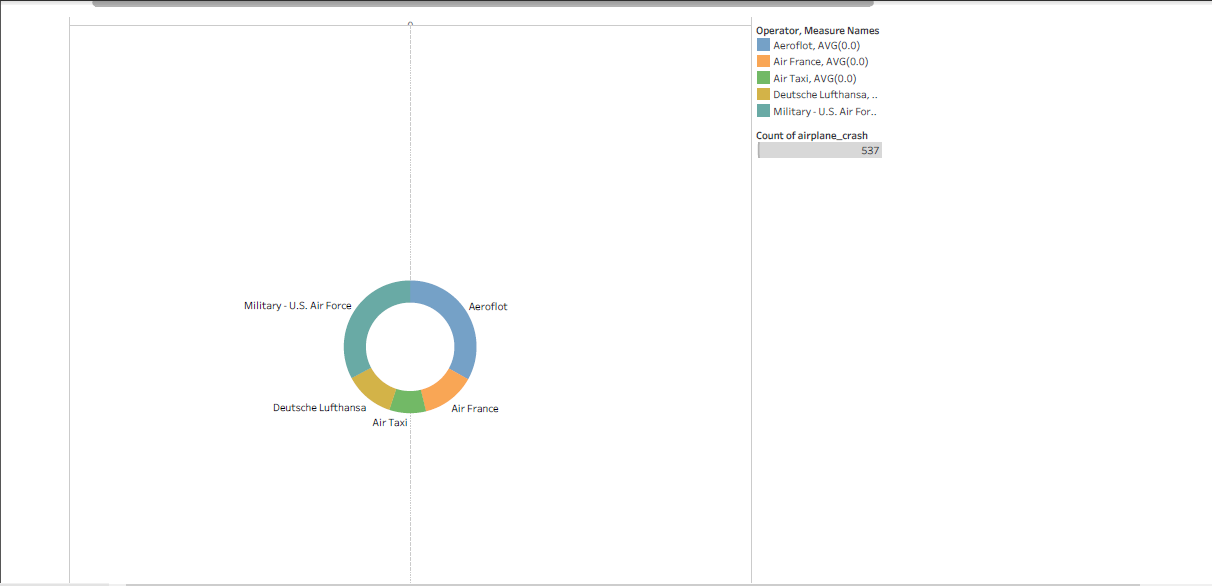 0
Operator, Measure Names
Aeroflot, AVG(0.0)
Air France, AVG(0.0)
Air Taxi, AVG(0.0)
Deutsche Lufthansa, ..
Military - U.S. Air For..
Count of airplane_crash
537
Military - U.S. Air Force
Aeroflot
Deutsche Lufthansa
Air France
Air Taxi